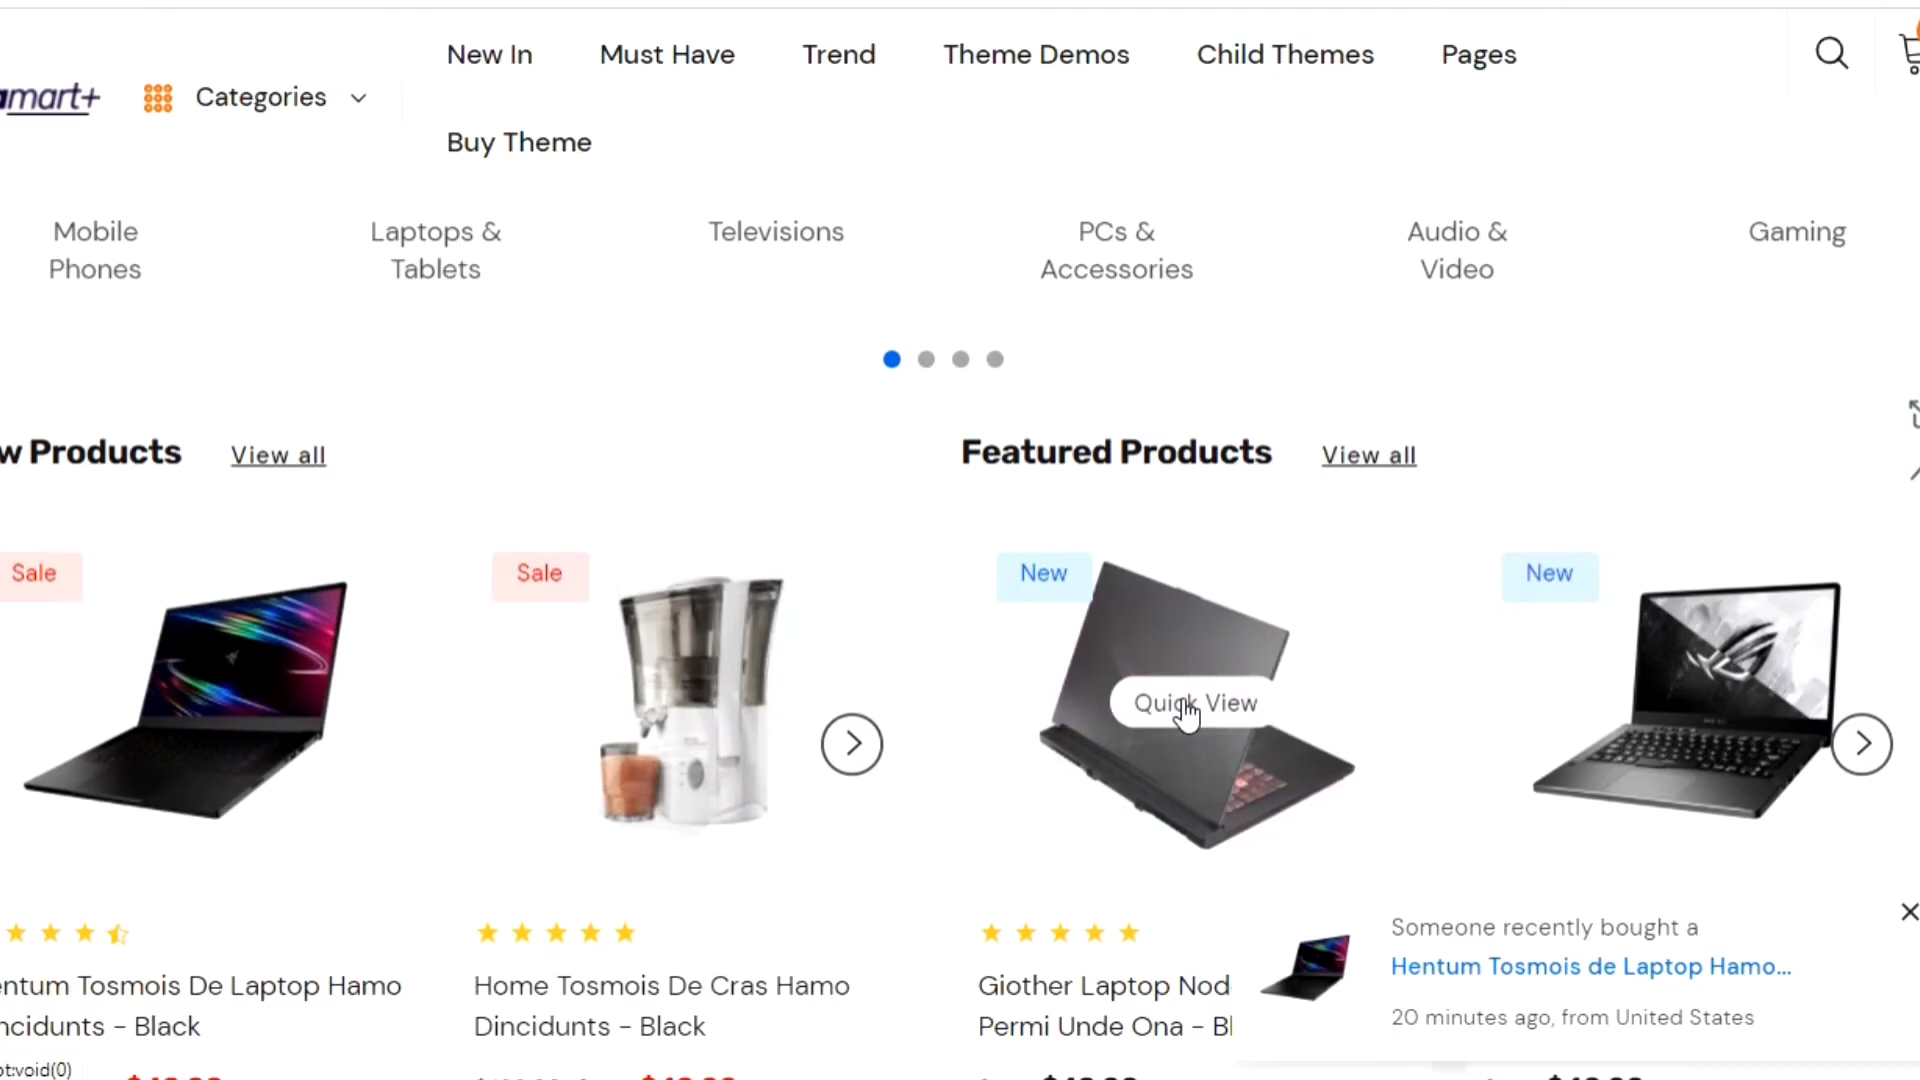 New In Must Have Trend Theme Demos Child Themes Pages
mart+ Categories
Buy Theme
Mobile Phones
Laptops & Tablets
Televisions
PCs & Accessories
Audio & Video
Gaming
w Products View all
Featured Products View all
Sale
Sale
New
New
Quick View
entum Tosmois De Laptop Hamo
ncidunts - Black
Home Tosmois De Cras Hamo
Dincidunts - Black
Giother Laptop Nod
Permi Unde Ona - Bl
Someone recently bought a
Hentum Tosmois de Laptop Hamo...
20 minutes ago, from United States
pt:void(0)